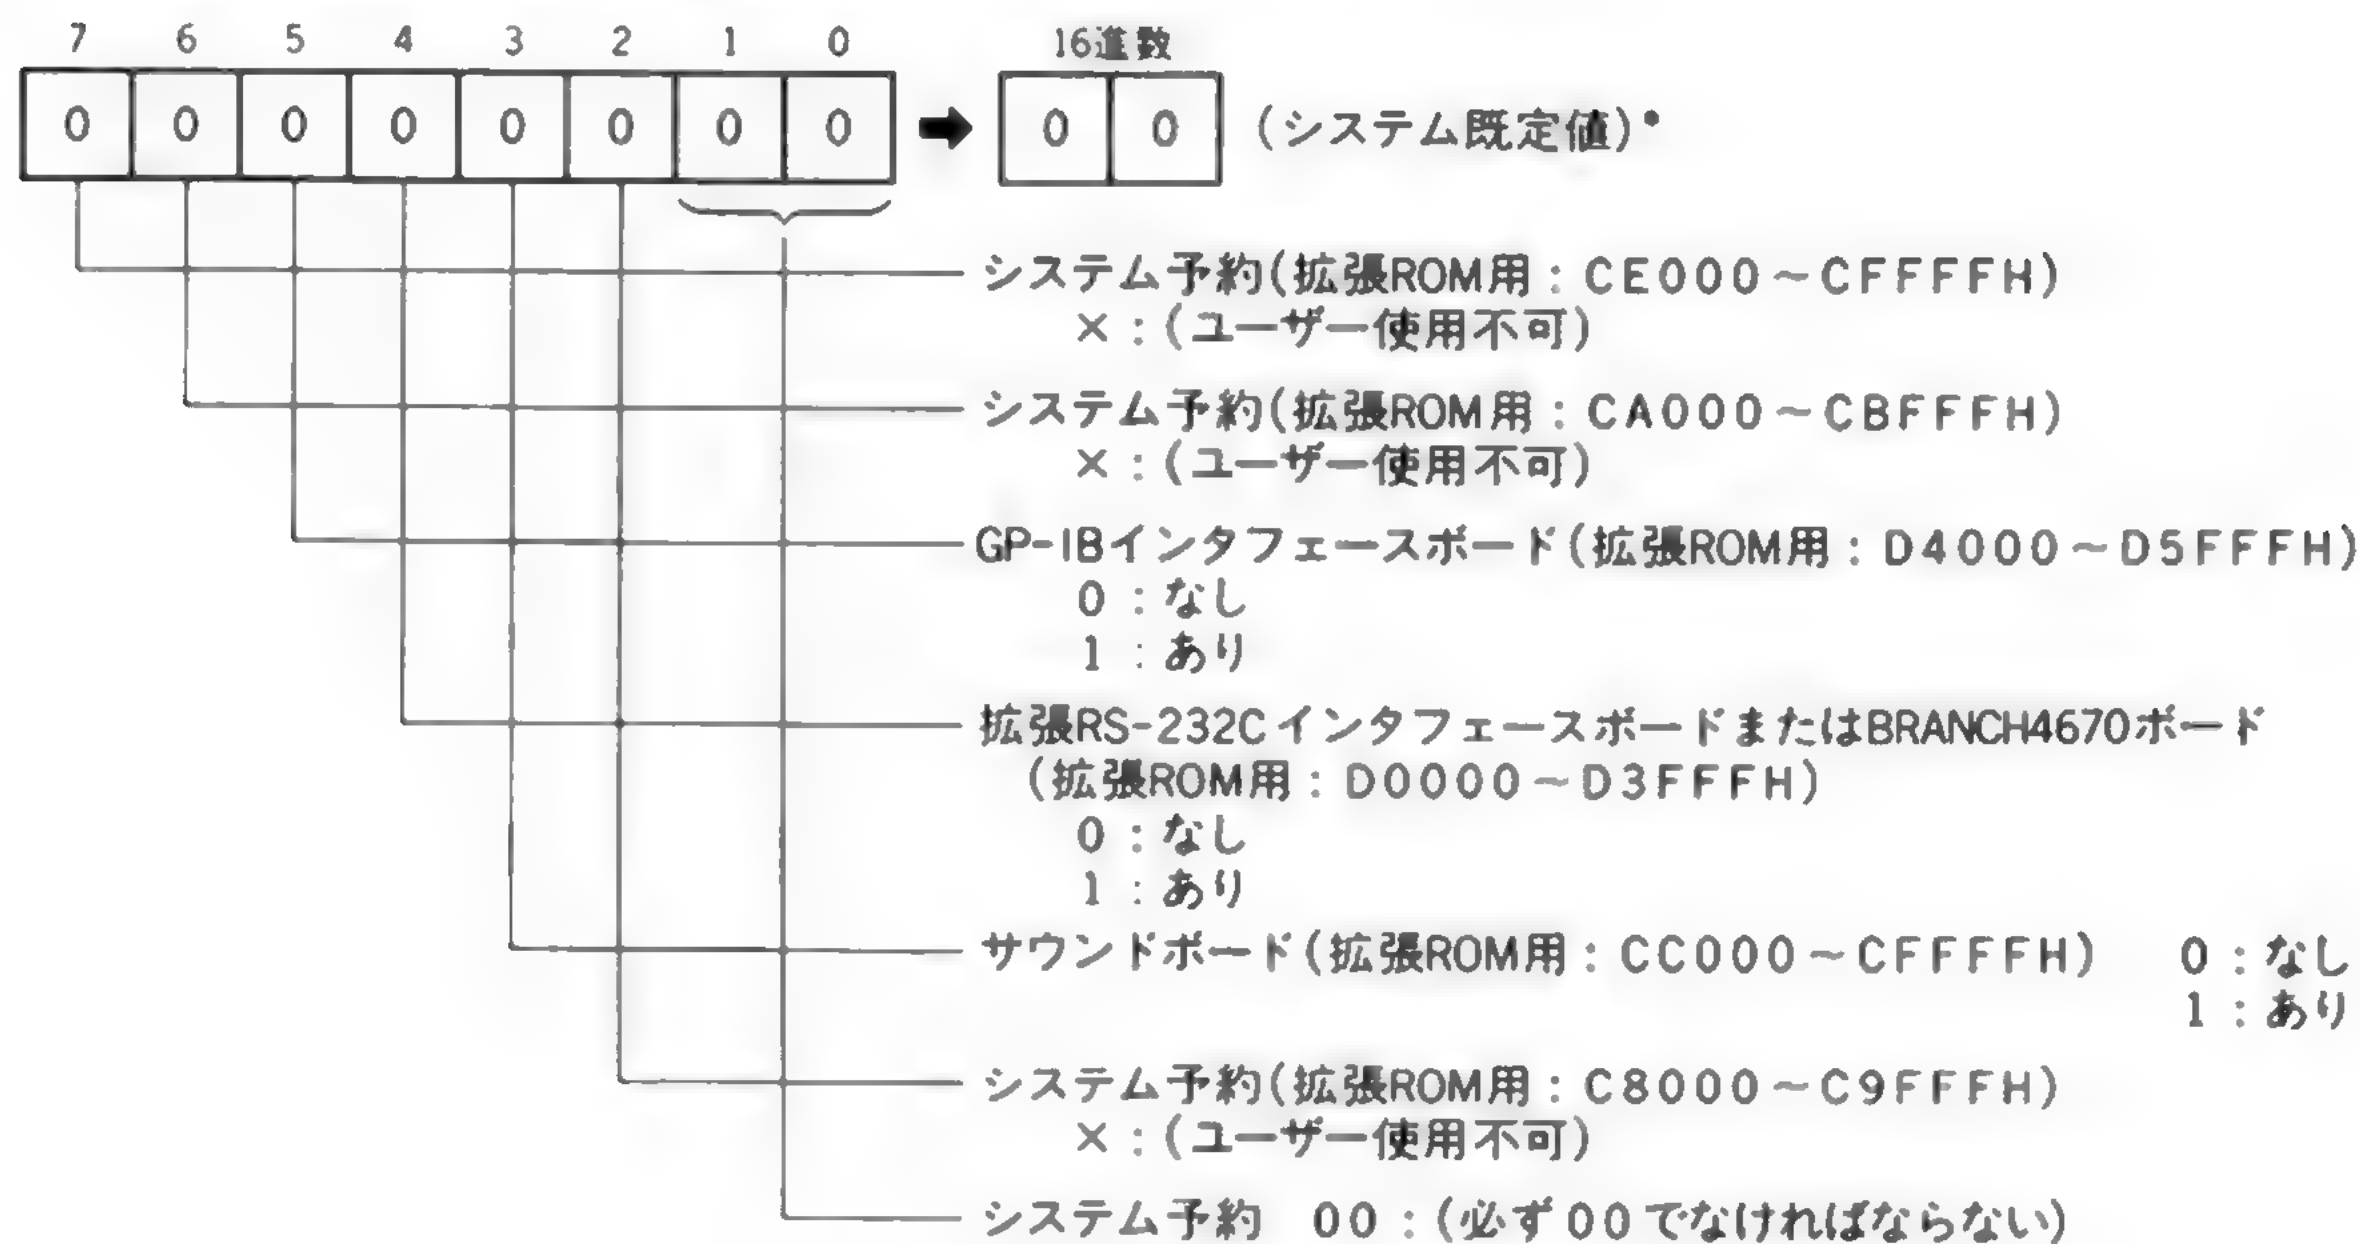 7 6 5 4 3 2 1 0 16進数
0 0 0 0 0 0 0 0 ➡ 0 0 (システム既定値)*
システム予約(拡張ROM用：CE000～CFFFFH)
×：(ユーザー使用不可)
システム予約(拡張ROM用：CA000～CBFFFH)
×：(ユーザー使用不可)
GP-IBインタフェースボード(拡張ROM用：D4000～D5FFFH)
0：なし
1：あり
拡張RS-232CインタフェースボードまたはBRANCH4670ボード
(拡張ROM用：D0000～D3FFFH)
0：なし
1：あり
サウンドボード(拡張ROM用：CC000～CFFFFH) 0：なし
1：あり
システム予約(拡張ROM用：C8000～C9FFFH)
×：(ユーザー使用不可)
システム予約 00：(必ず00でなければならない)